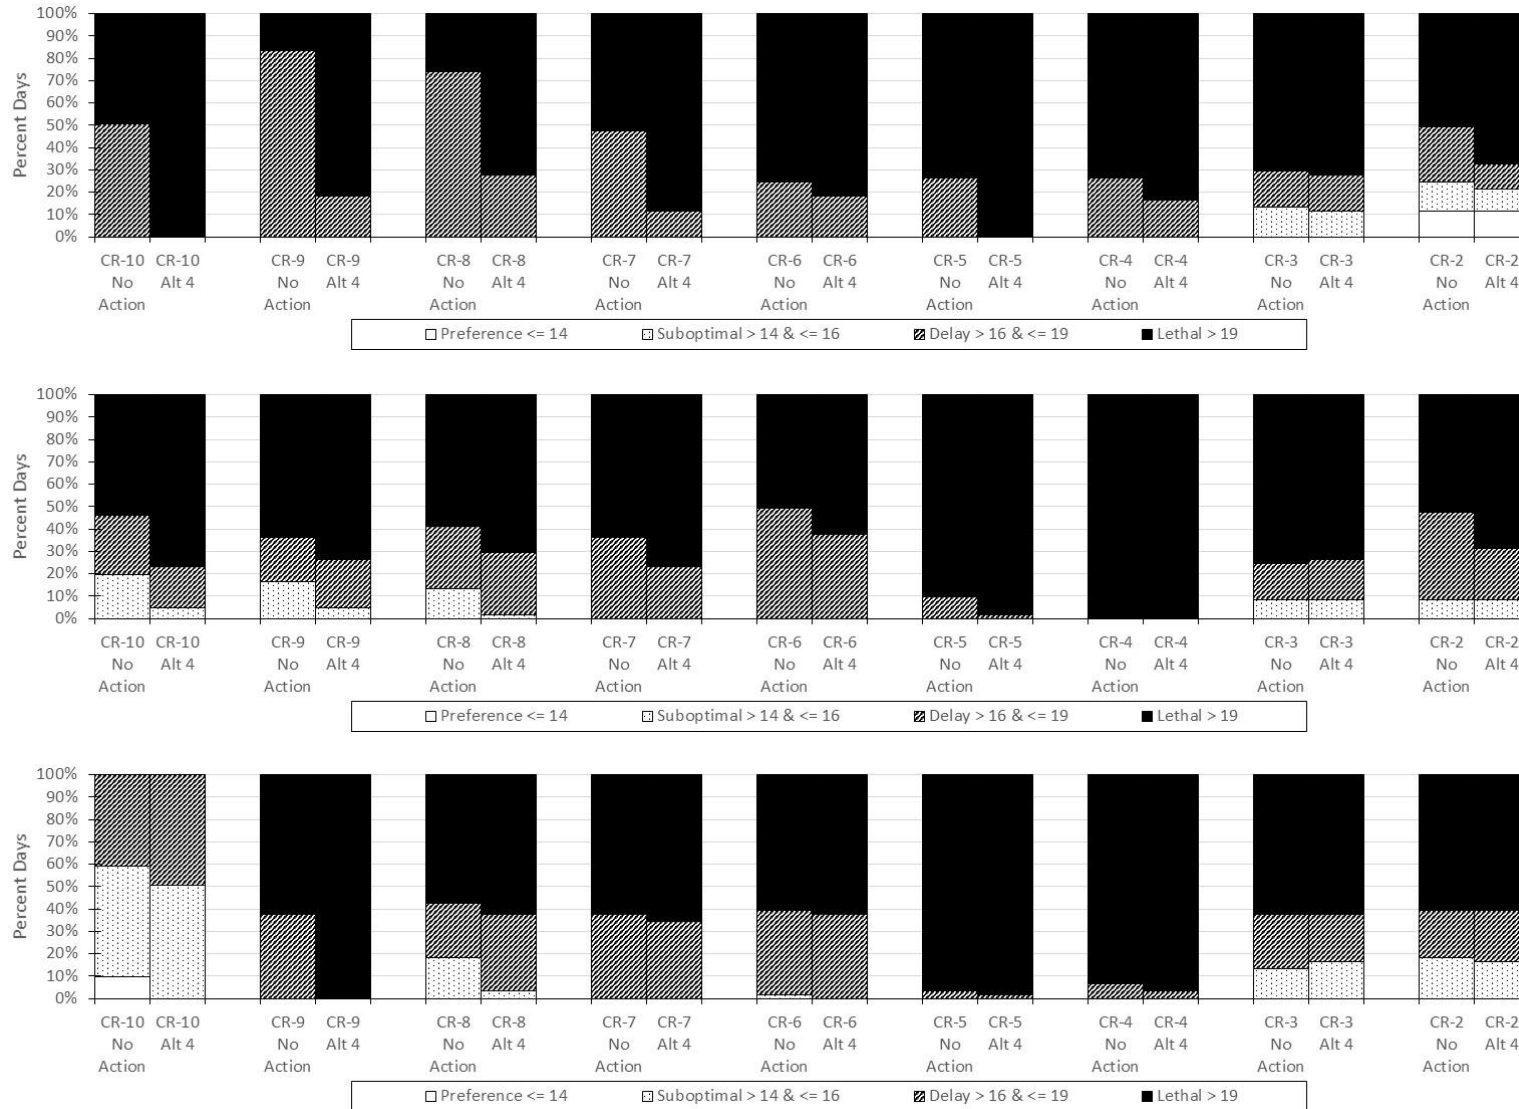 100%
90%
80%
70%
60%
50%
40%
30%
20%
10%
0%
Percent Days
CR-10 CR-10 CR-9 CR-9 CR-8 CR-8 CR-7 CR-7 CR-6 CR-6 CR-5 CR-5 CR-4 CR-4 CR-3 CR-3 CR-2 CR-2
No Alt 4 No Alt 4 No Alt 4 No Alt 4 No Alt 4 No Alt 4 No Alt 4 No Alt 4 No Alt 4
Action Action Action Action Action Action Action Action Action
Preference <= 14 Suboptimal > 14 & <= 16 Delay > 16 & <= 19 Lethal > 19
100%
90%
80%
70%
60%
50%
40%
30%
20%
10%
0%
Percent Days
CR-10 CR-10 CR-9 CR-9 CR-8 CR-8 CR-7 CR-7 CR-6 CR-6 CR-5 CR-5 CR-4 CR-4 CR-3 CR-3 CR-2 CR-2
No Alt 4 No Alt 4 No Alt 4 No Alt 4 No Alt 4 No Alt 4 No Alt 4 No Alt 4 No Alt 4
Action Action Action Action Action Action Action Action Action
Preference <= 14 Suboptimal > 14 & <= 16 Delay > 16 & <= 19 Lethal > 19
100%
90%
80%
70%
60%
50%
40%
30%
20%
10%
0%
Percent Days
CR-10 CR-10 CR-9 CR-9 CR-8 CR-8 CR-7 CR-7 CR-6 CR-6 CR-5 CR-5 CR-4 CR-4 CR-3 CR-3 CR-2 CR-2
No Alt 4 No Alt 4 No Alt 4 No Alt 4 No Alt 4 No Alt 4 No Alt 4 No Alt 4 No Alt 4
Action Action Action Action Action Action Action Action Action
Preference <= 14 Suboptimal > 14 & <= 16 Delay > 16 & <= 19 Lethal > 19